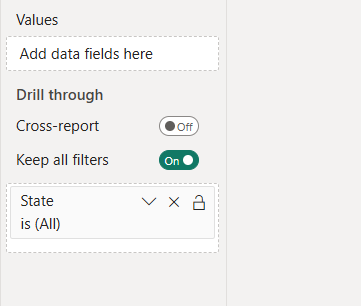 Values
Add data fields here
Drill through
Cross-report Off
Keep all filters On
State
is (All)